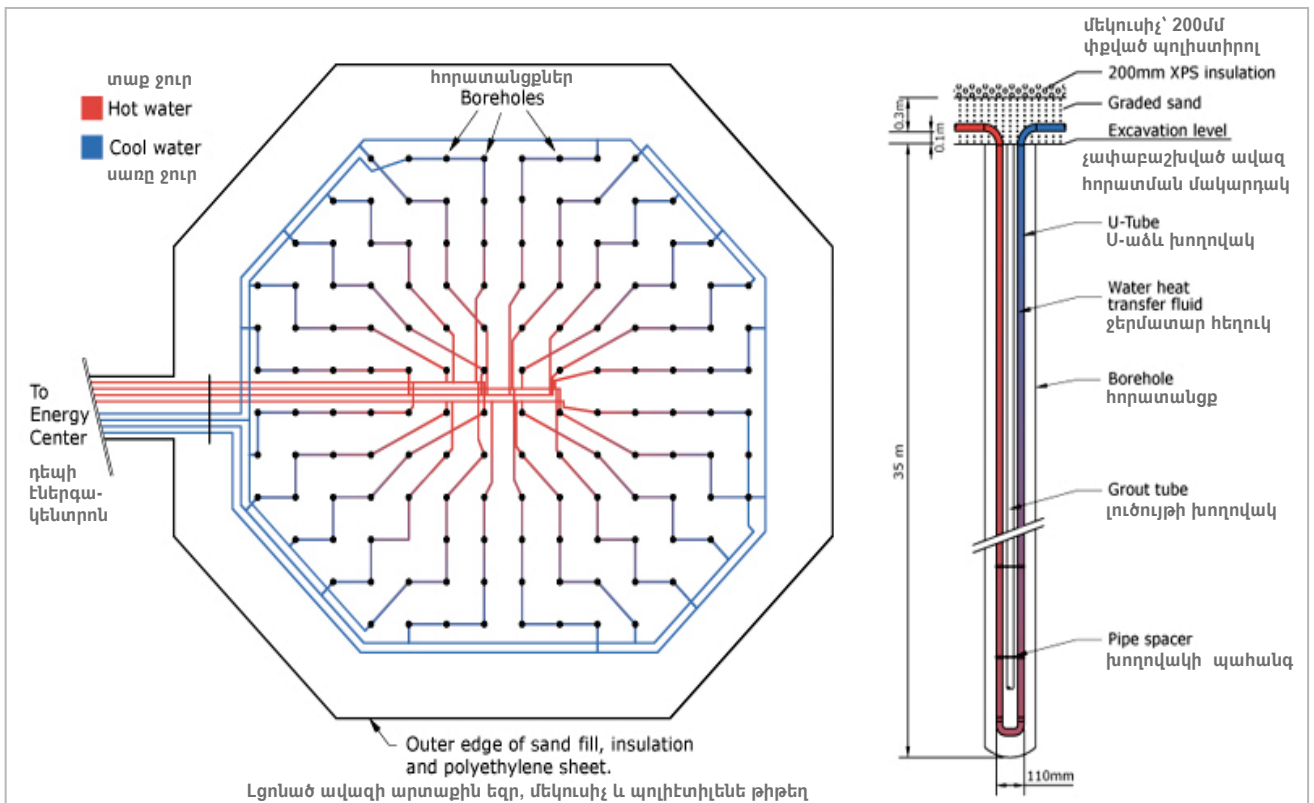 տաք ջուր
Hot water
Cool water
սառը ջուր
հորատանցքներ
Boreholes
To
Energy
Center
դեպի
էներգա-
կենտրոն
Outer edge of sand fill, insulation
and polyethylene sheet.
Լցոնած ավազի արտաքին եզր, մեկուսիչ և պոլիէտիլենե թիթեղ
մեկուսիչ՝ 200մմ
փքված պոլիստիրոլ
200mm XPS insulation
Graded sand
Excavation level
չափաբաշխված ավազ
հորատման մակարդակ
0.3m
0.1m
U-Tube
Ս-աձև խողովակ
Water heat
transfer fluid
ջերմատար հեղուկ
Borehole
հորատանցք
35 m
Grout tube
լուծույթի խողովակ
Pipe spacer
խողովակի պահանգ
110mm